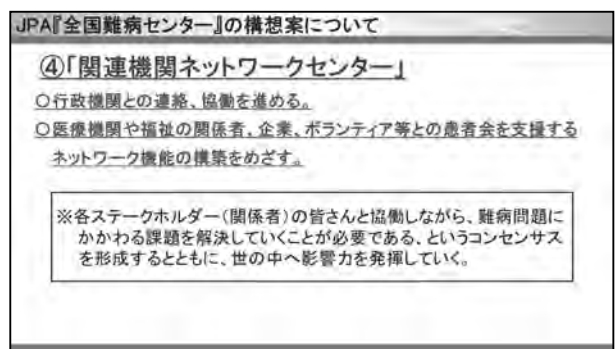 JPA『全国難病センター』の構想案について
④「関連機関ネットワークセンター」
○行政機関との連絡、協働を進める。
○医療機関や福祉の関係者、企業、ボランティア等との患者会を支援する
ネットワーク機能の構築をめざす。
※各ステークホルダー（関係者）の皆さんと協働しながら、難病問題に
かかわる課題を解決していくことが必要である、というコンセンサス
を形成するとともに、世の中へ影響力を発揮していく。